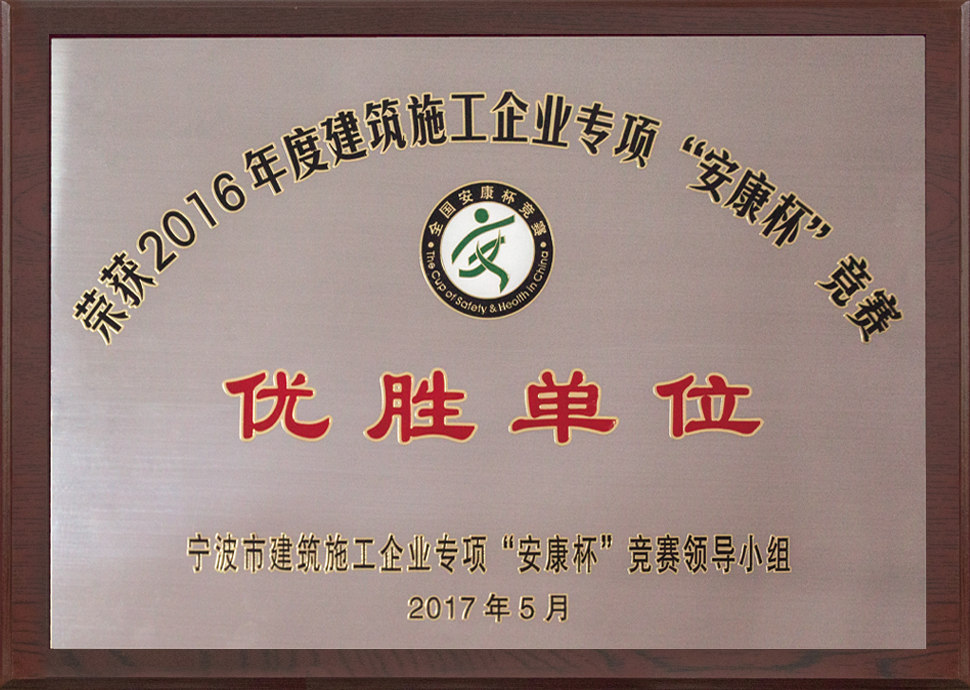 荣获2016年度建筑施工企业专项“安康杯”竞赛
全国安康杯竞赛
The Cup of Safety & Health in China
优胜单位
宁波市建筑施工企业专项“安康杯”竞赛领导小组
2017年5月